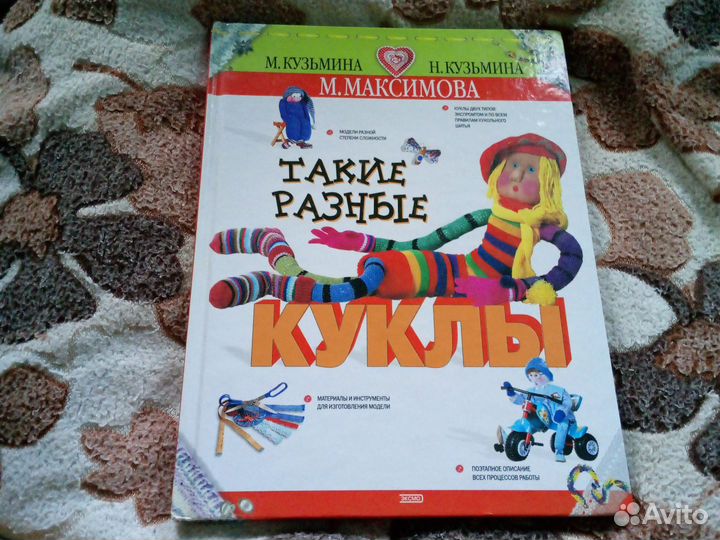 М. КУЗЬМИНА
Н. КУЗЬМИНА
М. МАКСИМОВА
КУКЛЫ ДВУХ ТИПОВ:
ЭКСПРОМТОМ И ПО ВСЕМ
ПРАВИЛАМ КУКОЛЬНОГО
ШИТЬЯ
МОДЕЛИ РАЗНОЙ
СТЕПЕНИ СЛОЖНОСТИ
ТАКИЕ
РАЗНЫЕ
КУКЛЫ
МАТЕРИАЛЫ И ИНСТРУМЕНТЫ
ДЛЯ ИЗГОТОВЛЕНИЯ МОДЕЛИ
ПОЭТАПНОЕ ОПИСАНИЕ
ВСЕХ ПРОЦЕССОВ РАБОТЫ
ЭКСМО
Avito